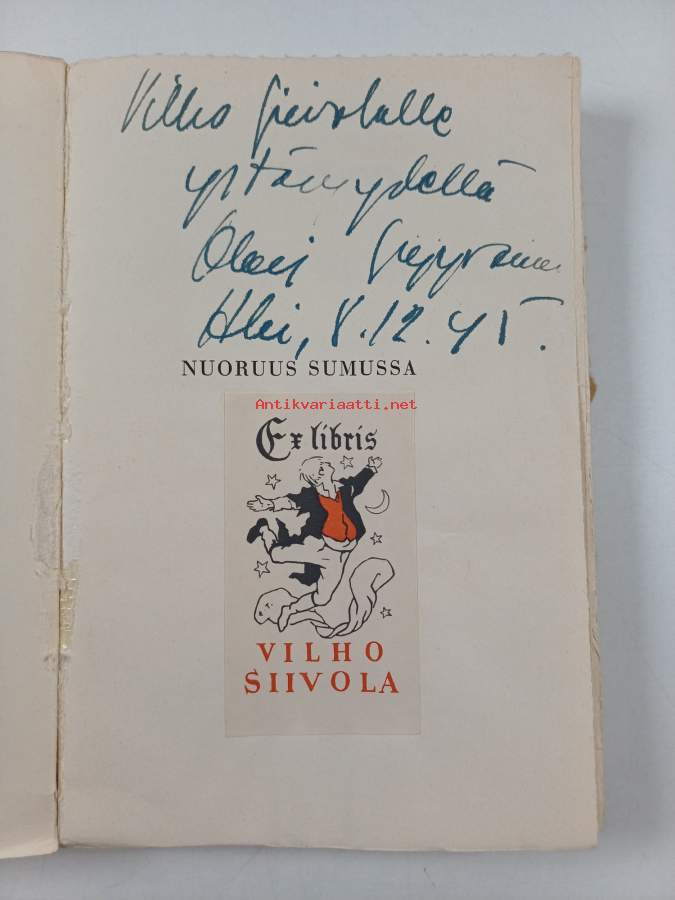 Vilho Siivolalle
ystävyydellä
Olavi Siippainen
Hki, 8.12.45.
NUORUUS SUMUSSA
Antikvariaatti.net
Ex libris
VILHO
SIIVOLA